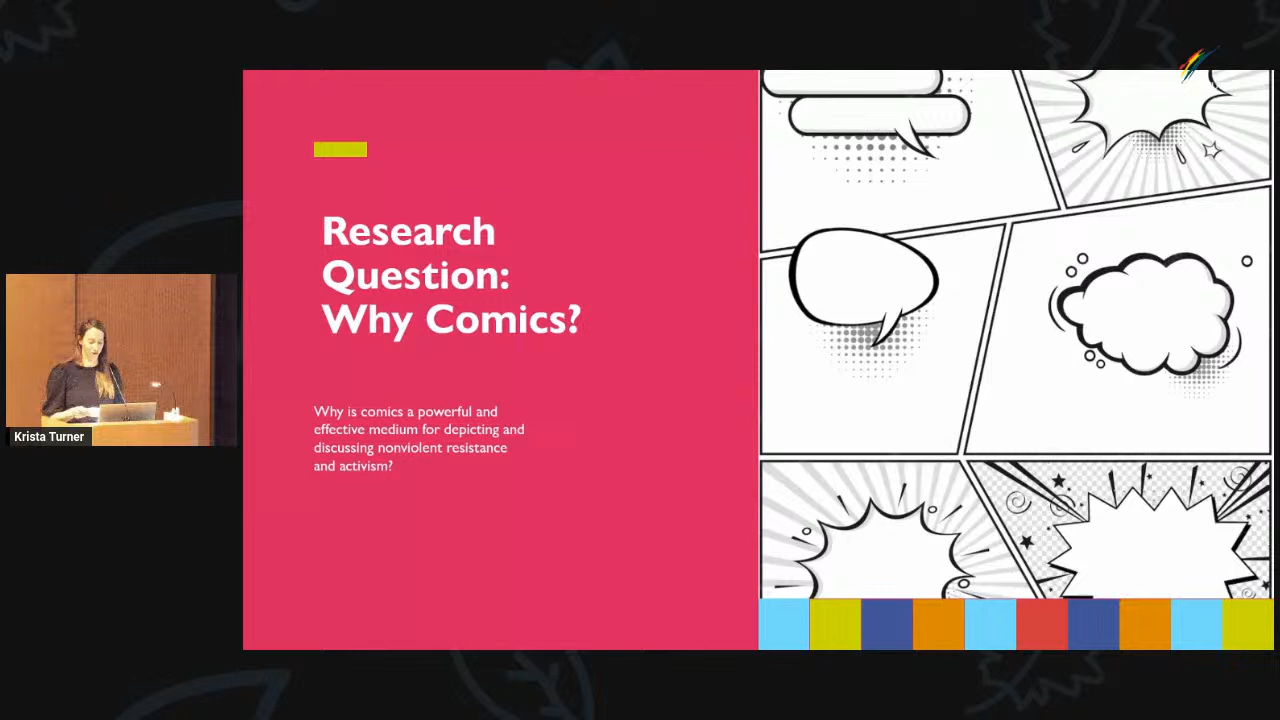 Research
Question:
Why Comics?
Why is comics a powerful and
effective medium for depicting and
discussing nonviolent resistance
and activism?
Krista Turner